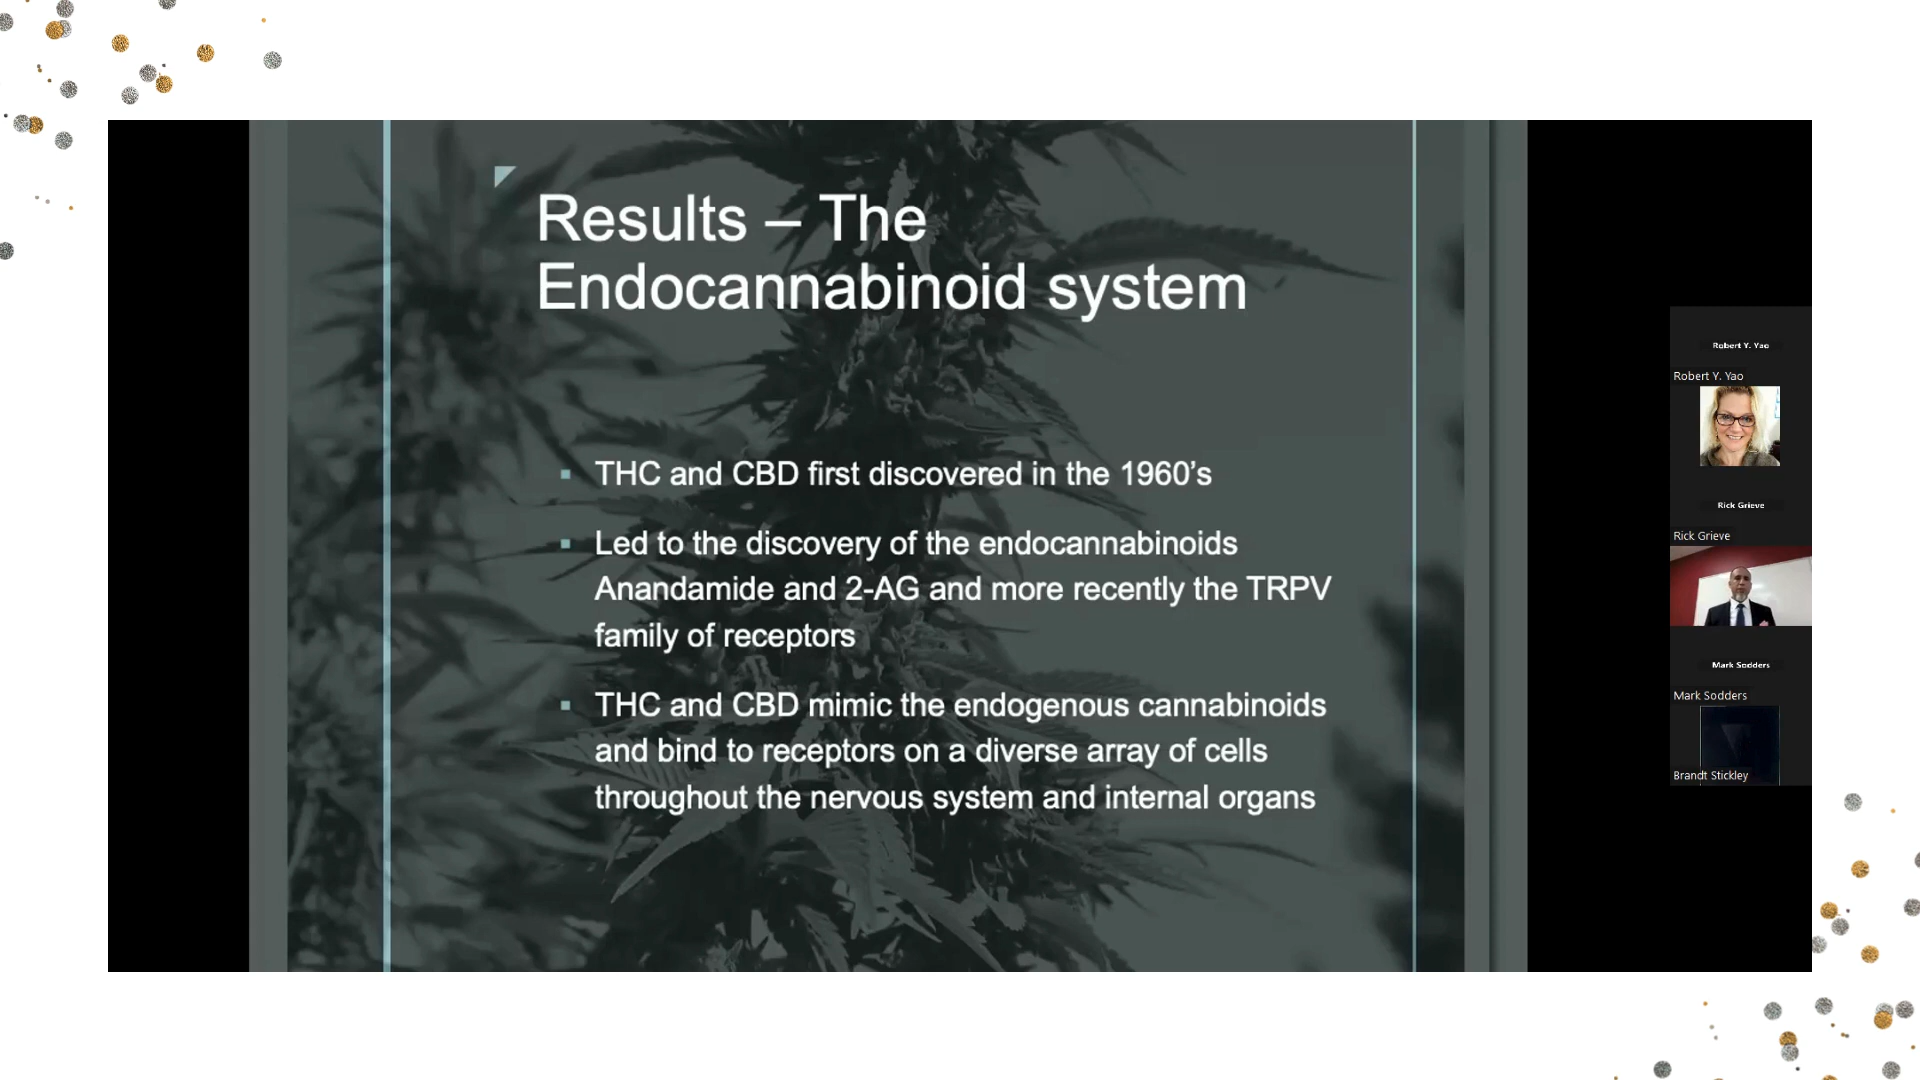 Results – The
Endocannabinoid system
THC and CBD first discovered in the 1960’s
Led to the discovery of the endocannabinoids
Anandamide and 2-AG and more recently the TRPV
family of receptors
THC and CBD mimic the endogenous cannabinoids
and bind to receptors on a diverse array of cells
throughout the nervous system and internal organs
Robert Y. Yao
Robert Y. Yao
Rick Grieve
Rick Grieve
Mark Sodders
Mark Sodders
Brandt Stickley